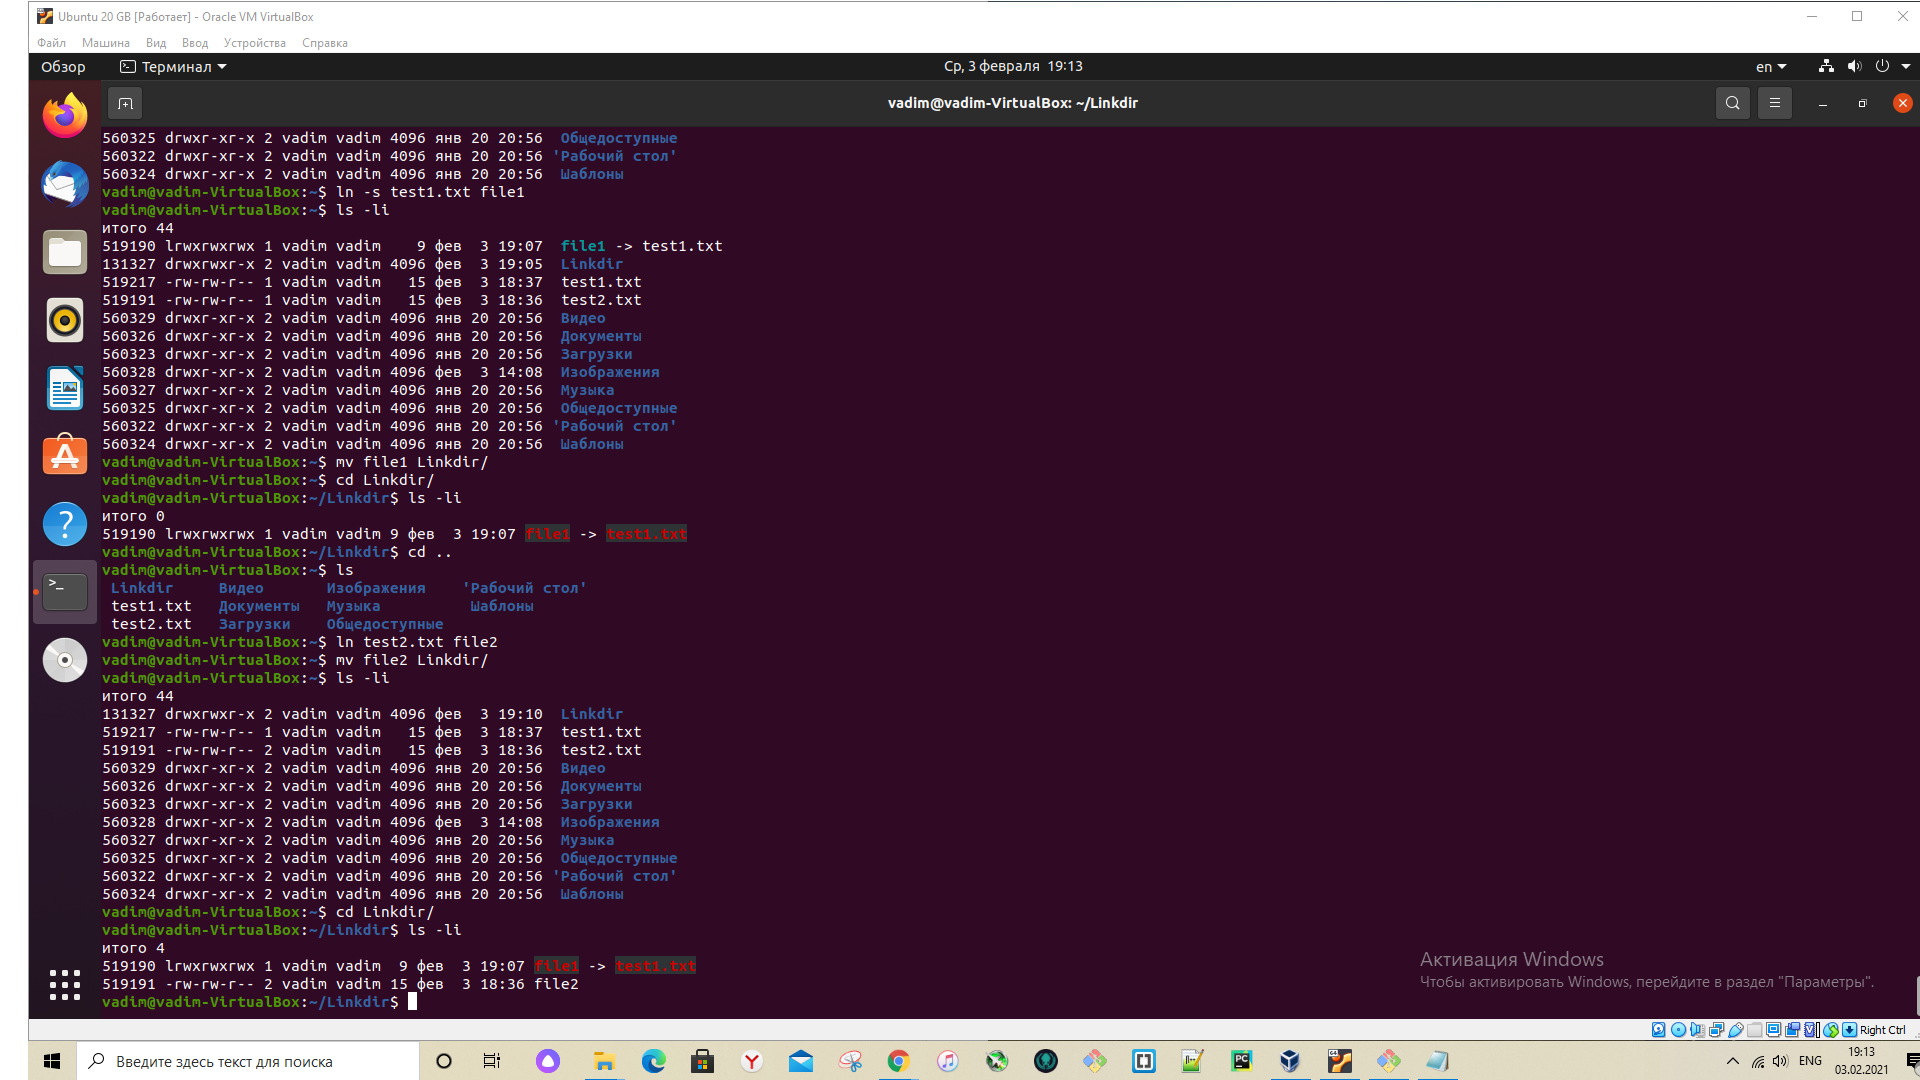 Ubuntu 20 GB [Работает] - Oracle VM VirtualBox
Файл Машина Вид Ввод Устройства Справка
Обзор Терминал Ср, 3 февраля 19:13 en
vadim@vadim-VirtualBox: ~/Linkdir
560325 drwxr-xr-x 2 vadim vadim 4096 янв 20 20:56 Общедоступные
560322 drwxr-xr-x 2 vadim vadim 4096 янв 20 20:56 'Рабочий стол'
560324 drwxr-xr-x 2 vadim vadim 4096 янв 20 20:56 Шаблоны
vadim@vadim-VirtualBox:~$ ln -s test1.txt file1
vadim@vadim-VirtualBox:~$ ls -li
итого 44
519190 lrwxrwxrwx 1 vadim vadim 9 фев 3 19:07 file1 -> test1.txt
131327 drwxrwxr-x 2 vadim vadim 4096 фев 3 19:05 Linkdir
519217 -rw-rw-r-- 1 vadim vadim 15 фев 3 18:37 test1.txt
519191 -rw-rw-r-- 1 vadim vadim 15 фев 3 18:36 test2.txt
560329 drwxr-xr-x 2 vadim vadim 4096 янв 20 20:56 Видео
560326 drwxr-xr-x 2 vadim vadim 4096 янв 20 20:56 Документы
560323 drwxr-xr-x 2 vadim vadim 4096 янв 20 20:56 Загрузки
560328 drwxr-xr-x 2 vadim vadim 4096 фев 3 14:08 Изображения
560327 drwxr-xr-x 2 vadim vadim 4096 янв 20 20:56 Музыка
560325 drwxr-xr-x 2 vadim vadim 4096 янв 20 20:56 Общедоступные
560322 drwxr-xr-x 2 vadim vadim 4096 янв 20 20:56 'Рабочий стол'
560324 drwxr-xr-x 2 vadim vadim 4096 янв 20 20:56 Шаблоны
vadim@vadim-VirtualBox:~$ mv file1 Linkdir/
vadim@vadim-VirtualBox:~$ cd Linkdir/
vadim@vadim-VirtualBox:~/Linkdir$ ls -li
итого 0
519190 lrwxrwxrwx 1 vadim vadim 9 фев 3 19:07 file1 -> test1.txt
vadim@vadim-VirtualBox:~/Linkdir$ cd ..
vadim@vadim-VirtualBox:~$ ls
Linkdir Видео Изображения 'Рабочий стол'
test1.txt Документы Музыка Шаблоны
test2.txt Загрузки Общедоступные
vadim@vadim-VirtualBox:~$ ln test2.txt file2
vadim@vadim-VirtualBox:~$ mv file2 Linkdir/
vadim@vadim-VirtualBox:~$ ls -li
итого 44
131327 drwxrwxr-x 2 vadim vadim 4096 фев 3 19:10 Linkdir
519217 -rw-rw-r-- 1 vadim vadim 15 фев 3 18:37 test1.txt
519191 -rw-rw-r-- 2 vadim vadim 15 фев 3 18:36 test2.txt
560329 drwxr-xr-x 2 vadim vadim 4096 янв 20 20:56 Видео
560326 drwxr-xr-x 2 vadim vadim 4096 янв 20 20:56 Документы
560323 drwxr-xr-x 2 vadim vadim 4096 янв 20 20:56 Загрузки
560328 drwxr-xr-x 2 vadim vadim 4096 фев 3 14:08 Изображения
560327 drwxr-xr-x 2 vadim vadim 4096 янв 20 20:56 Музыка
560325 drwxr-xr-x 2 vadim vadim 4096 янв 20 20:56 Общедоступные
560322 drwxr-xr-x 2 vadim vadim 4096 янв 20 20:56 'Рабочий стол'
560324 drwxr-xr-x 2 vadim vadim 4096 янв 20 20:56 Шаблоны
vadim@vadim-VirtualBox:~$ cd Linkdir/
vadim@vadim-VirtualBox:~/Linkdir$ ls -li
итого 4
519190 lrwxrwxrwx 1 vadim vadim 9 фев 3 19:07 file1 -> test1.txt
519191 -rw-rw-r-- 2 vadim vadim 15 фев 3 18:36 file2
vadim@vadim-VirtualBox:~/Linkdir$
Активация Windows
Чтобы активировать Windows, перейдите в раздел "Параметры".
Right Ctrl
Введите здесь текст для поиска
ENG
19:13
03.02.2021